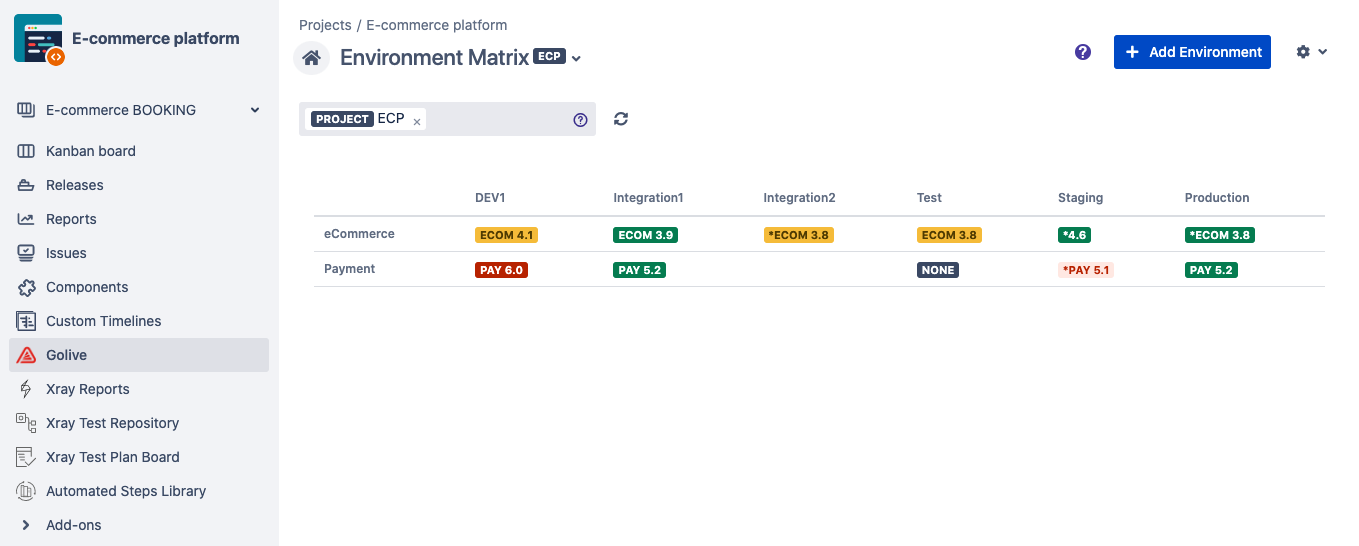 E-commerce platform
E-commerce BOOKING
Kanban board
Releases
Reports
Issues
Components
Custom Timelines
Golive
Xray Reports
Xray Test Repository
Xray Test Plan Board
Automated Steps Library
Add-ons
Projects / E-commerce platform
Environment Matrix ECP
? + Add Environment
PROJECT ECP × ?
DEV1 Integration1 Integration2 Test Staging Production
eCommerce ECOM 4.1 ECOM 3.9 *ECOM 3.8 ECOM 3.8 *4.6 *ECOM 3.8
Payment PAY 6.0 PAY 5.2 NONE *PAY 5.1 PAY 5.2